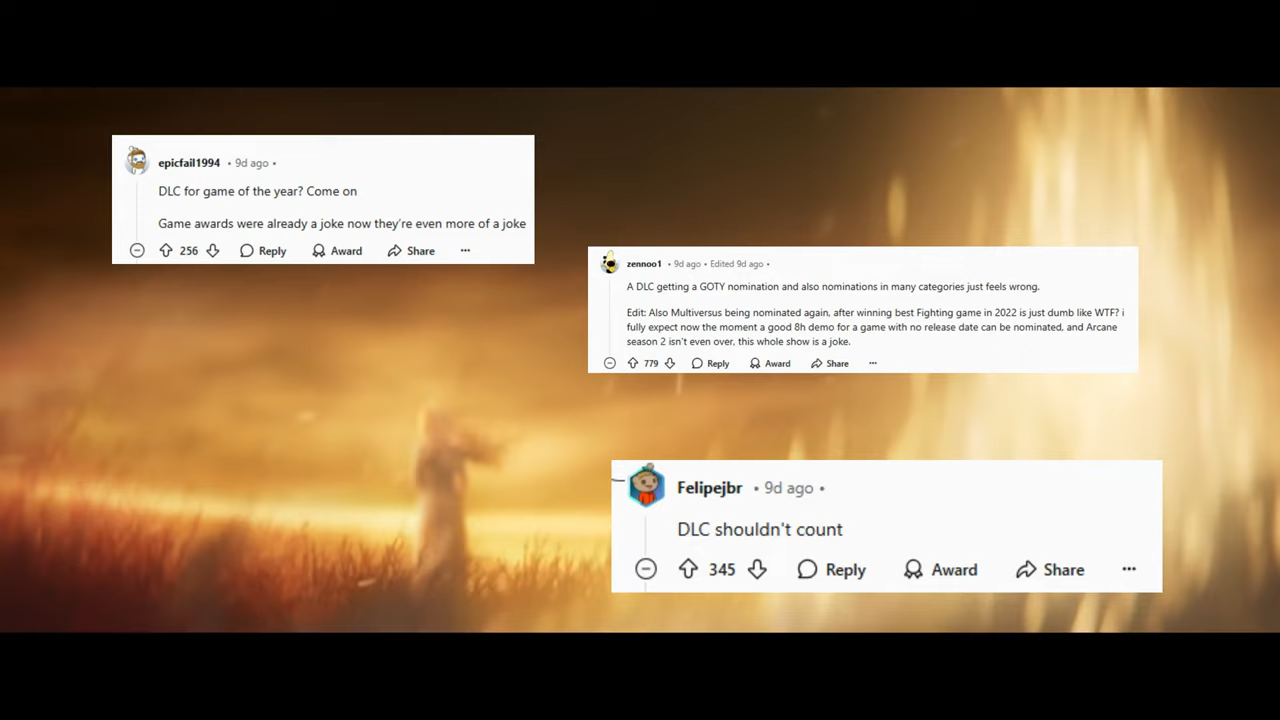 epicfail1994 • 9d ago •
DLC for game of the year? Come on
Game awards were already a joke now they're even more of a joke
256 Reply Award Share ...
zennoo1 • 9d ago • Edited 9d ago •
A DLC getting a GOTY nomination and also nominations in many categories just feels wrong.
Edit: Also Multiversus being nominated again, after winning best Fighting game in 2022 is just dumb like WTF? i
fully expect now the moment a good 8h demo for a game with no release date can be nominated, and Arcane
season 2 isn't even over, this whole show is a joke.
779 Reply Award Share ...
Felipejbr • 9d ago •
DLC shouldn't count
345 Reply Award Share ...